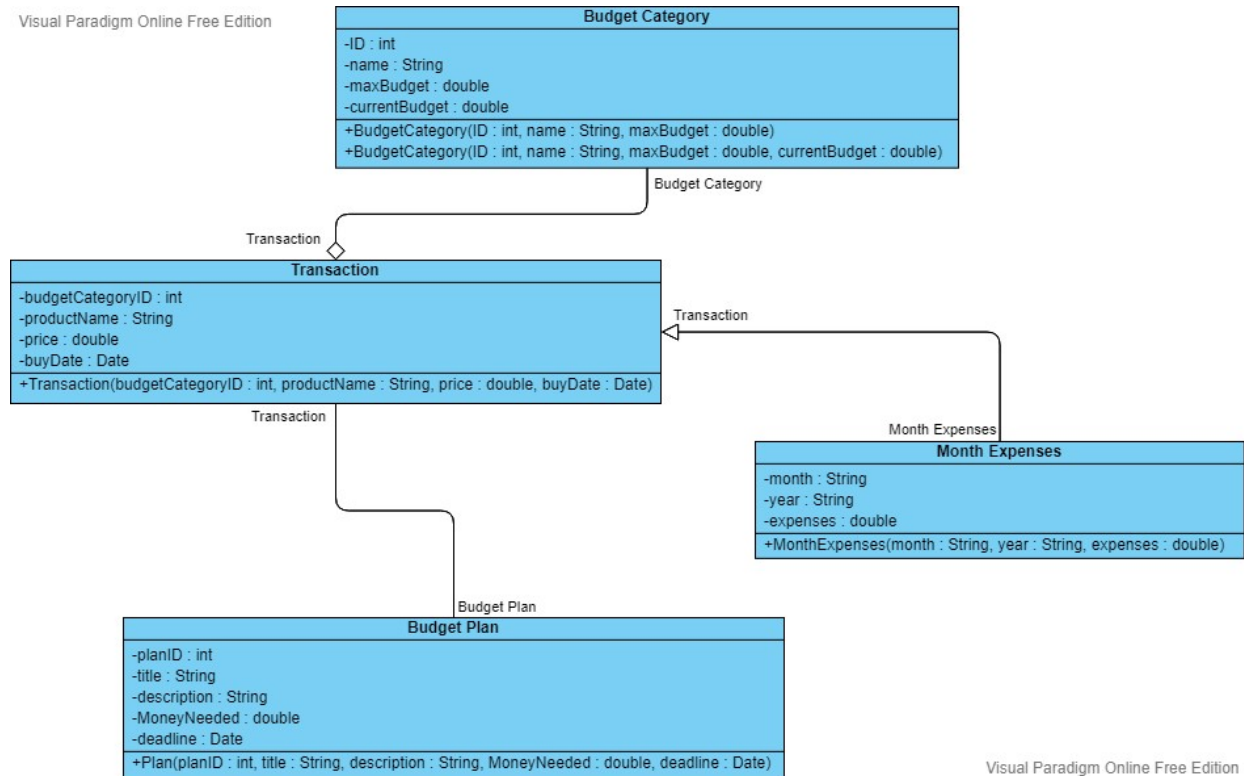 Visual Paradigm Online Free Edition
Budget Category
-ID : int
-name : String
-maxBudget : double
-currentBudget : double
+BudgetCategory(ID : int, name : String, maxBudget : double)
+BudgetCategory(ID : int, name : String, maxBudget : double, currentBudget : double)
Budget Category
Transaction
Transaction
-budgetCategoryID : int
-productName : String
-price : double
-buyDate : Date
+Transaction(budgetCategoryID : int, productName : String, price : double, buyDate : Date)
Transaction
Transaction
Month Expenses
Month Expenses
-month : String
-year : String
-expenses : double
+MonthExpenses(month : String, year : String, expenses : double)
Budget Plan
Budget Plan
-planID : int
-title : String
-description : String
-MoneyNeeded : double
-deadline : Date
+Plan(planID : int, title : String, description : String, MoneyNeeded : double, deadline : Date)
Visual Paradigm Online Free Edition